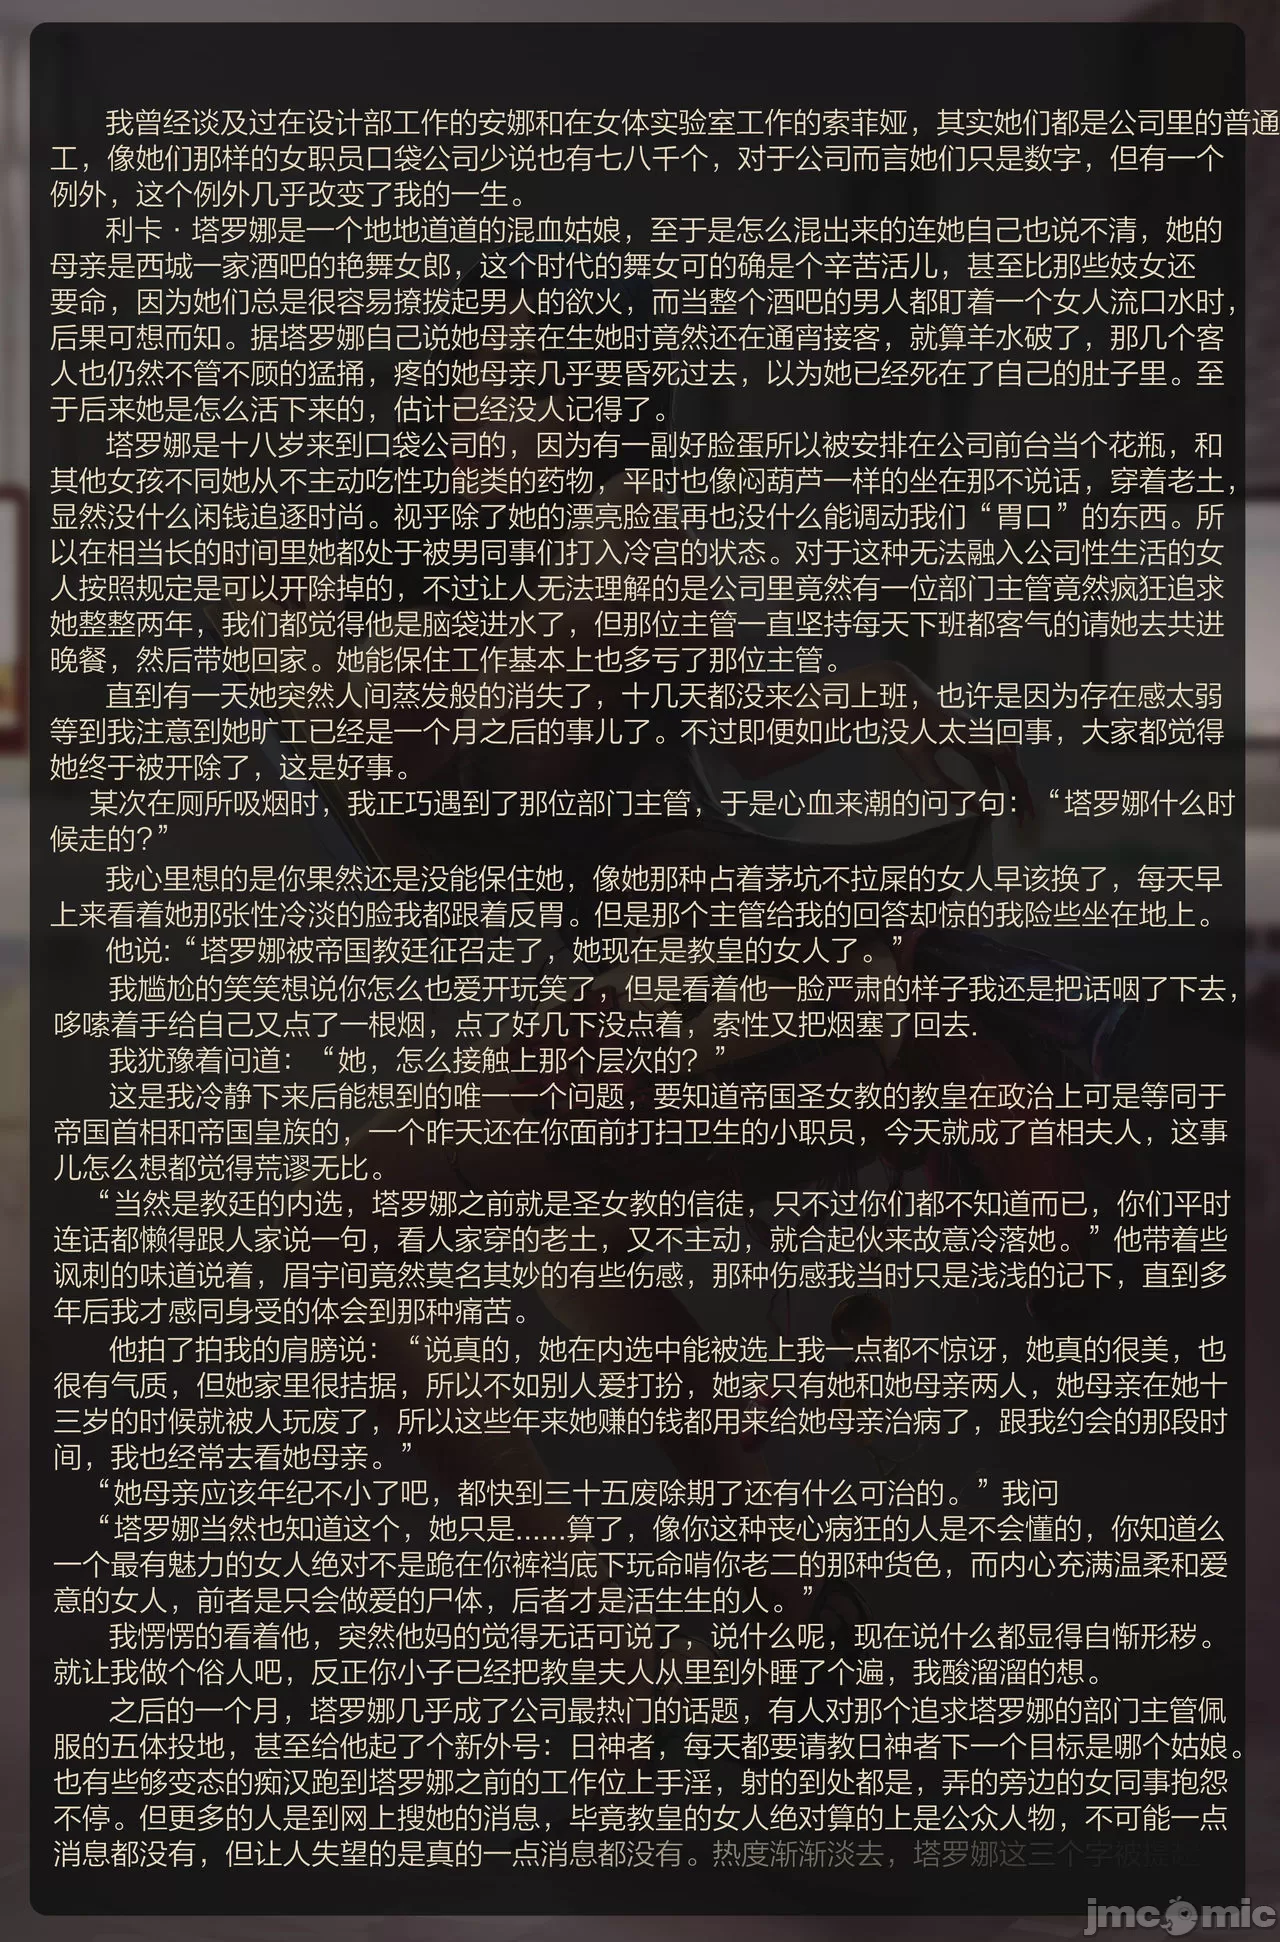 我曾经谈及过在设计部工作的安娜和在女体实验室工作的索菲娅，其实她们都是公司里的普通
工，像她们那样的女职员口袋公司少说也有七八千个，对于公司而言她们只是数字，但有一个
例外，这个例外几乎改变了我的一生。
利卡·塔罗娜是一个地地道道的混血姑娘，至于是怎么混出来的连她自己也说不清，她的
母亲是西城一家酒吧的艳舞女郎，这个时代的舞女可的确是个辛苦活儿，甚至比那些妓女还
要命，因为她们总是很容易撩拨起男人的欲火，而当整个酒吧的男人都盯着一个女人流口水时，
后果可想而知。据塔罗娜自己说她母亲在生她时竟然还在通宵接客，就算羊水破了，那几个客
人也仍然不管不顾的猛捅，疼的她母亲几乎要昏死过去，以为她已经死在了自己的肚子里。至
于后来她是怎么活下来的，估计已经没人记得了。
塔罗娜是十八岁来到口袋公司的，因为有一副好脸蛋所以被安排在公司前台当个花瓶，和
其他女孩不同她从不主动吃性功能类的药物，平时也像闷葫芦一样的坐在那不说话，穿着老土，
显然没什么闲钱追逐时尚。视乎除了她的漂亮脸蛋再也没什么能调动我们“胃口”的东西。所
以在相当长的时间里她都处于被男同事们打入冷宫的状态。对于这种无法融入公司性生活的女
人按照规定是可以开除掉的，不过让人无法理解的是公司里竟然有一位部门主管竟然疯狂追求
她整整两年，我们都觉得他是脑袋进水了，但那位主管一直坚持每天下班都客气的请她去共进
晚餐，然后带她回家。她能保住工作基本上也多亏了那位主管。
直到有一天她突然人间蒸发般的消失了，十几天都没来公司上班，也许是因为存在感太弱
等到我注意到她旷工已经是一个月之后的事儿了。不过即便如此也没人太当回事，大家都觉得
她终于被开除了，这是好事。
某次在厕所吸烟时，我正巧遇到了那位部门主管，于是心血来潮的问了句：“塔罗娜什么时
候走的？”
我心里想的是你果然还是没能保住她，像她那种占着茅坑不拉屎的女人早该换了，每天早
上来看着她那张性冷淡的脸我都跟着反胃。但是那个主管给我的回答却惊的我险些坐在地上。
他说：“塔罗娜被帝国教廷征召走了，她现在是教皇的女人了。”
我尴尬的笑笑想说你怎么也爱开玩笑了，但是看着他一脸严肃的样子我还是把话咽了下去，
哆嗦着手给自己又点了一根烟，点了好几下没点着，索性又把烟塞了回去.
我犹豫着问道：“她，怎么接触上那个层次的？”
这是我冷静下来后能想到的唯一一个问题，要知道帝国圣女教的教皇在政治上可是等同于
帝国首相和帝国皇族的，一个昨天还在你面前打扫卫生的小职员，今天就成了首相夫人，这事
儿怎么想都觉得荒谬无比。
“当然是教廷的内选，塔罗娜之前就是圣女教的信徒，只不过你们都不知道而已，你们平时
连话都懒得跟人家说一句，看人家穿的老土，又不主动，就合起伙来故意冷落她。”他带着些
讽刺的味道说着，眉宇间竟然莫名其妙的有些伤感，那种伤感我当时只是浅浅的记下，直到多
年后我才感同身受的体会到那种痛苦。
他拍了拍我的肩膀说：“说真的，她在内选中能被选上我一点都不惊讶，她真的很美，也
很有气质，但她家里很拮据，所以不如别人爱打扮，她家只有她和她母亲两人，她母亲在她十
三岁的时候就被人玩废了，所以这些年来她赚的钱都用来给她母亲治病了，跟我约会的那段时
间，我也经常去看她母亲。”
“她母亲应该年纪不小了吧，都快到三十五废除期了还有什么可治的。”我问
“塔罗娜当然也知道这个，她只是......算了，像你这种丧心病狂的人是不会懂的，你知道么
一个最有魅力的女人绝对不是跪在你裤裆底下玩命啃你老二的那种货色，而内心充满温柔和爱
意的女人，前者是只会做爱的尸体，后者才是活生生的人。”
我愣愣的看着他，突然他妈的觉得无话可说了，说什么呢，现在说什么都显得自惭形秽。
就让我做个俗人吧，反正你小子已经把教皇夫人从里到外睡了个遍，我酸溜溜的想。
之后的一个月，塔罗娜几乎成了公司最热门的话题，有人对那个追求塔罗娜的部门主管佩
服的五体投地，甚至给他起了个新外号：日神者，每天都要请教日神者下一个目标是哪个姑娘。
也有些够变态的痴汉跑到塔罗娜之前的工作位上手淫，射的到处都是，弄的旁边的女同事抱怨
不停。但更多的人是到网上搜她的消息，毕竟教皇的女人绝对算的上是公众人物，不可能一点
消息都没有，但让人失望的是真的一点消息都没有。热度渐渐淡去，塔罗娜这三个字被提起
jmcomic